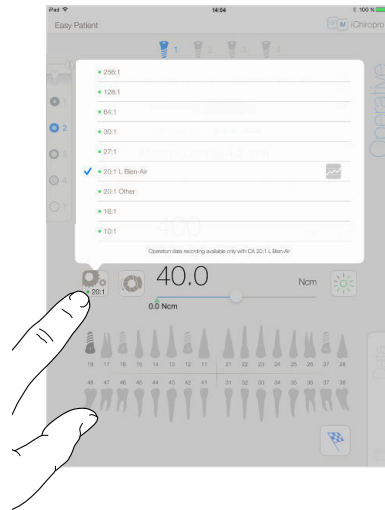 iPad 14:04 100 %
Easy Patient iChiropro
1 2 3 4
256:1
128:1
64:1
1
30:1
2 Operative
27:1
3
20:1 L Bien-Air
4
20:1 Other
16:1
10:1
400
Operation data recording available only with CA 20:1 L Bien-Air
40.0 Ncm
20:1
0.0 Ncm
18 17 16 15 14 13 12 11 21 22 23 24 25 26 27 28
48 47 46 45 44 43 42 41 31 32 33 34 35 36 37 38
Data